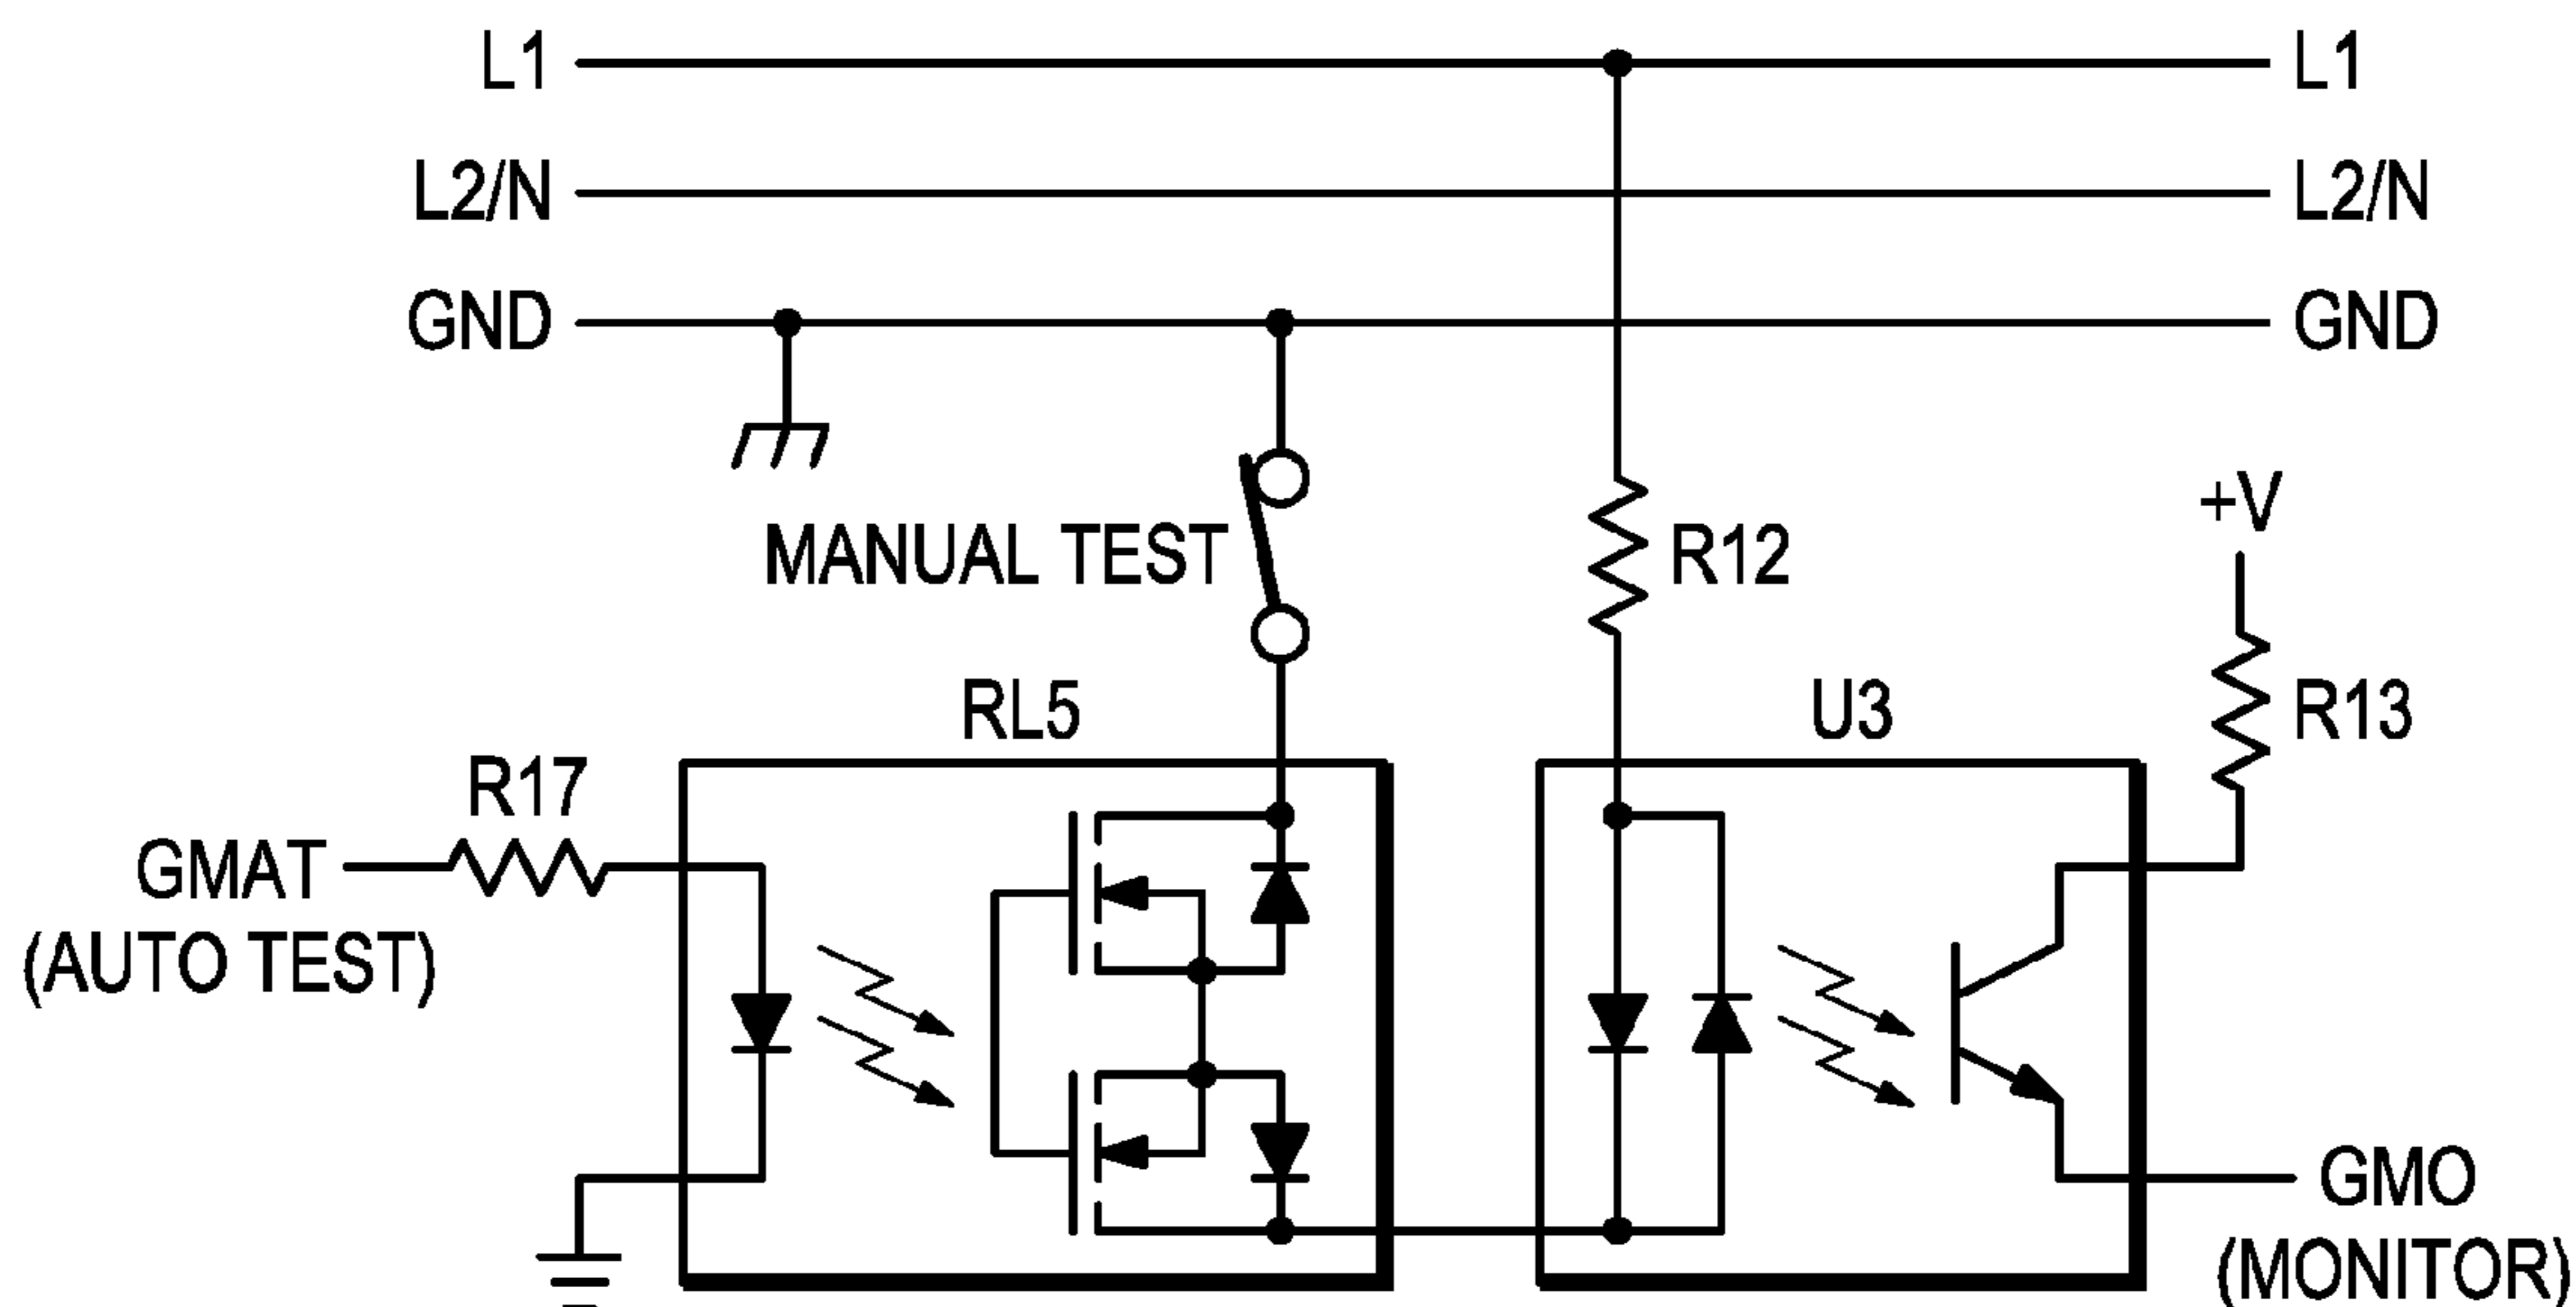 L1
L1
L2/N
L2/N
GND
GND
+V
MANUAL TEST
R12
RL5
U3
R13
R17
GMAT
(AUTO TEST)
GMO
(MONITOR)